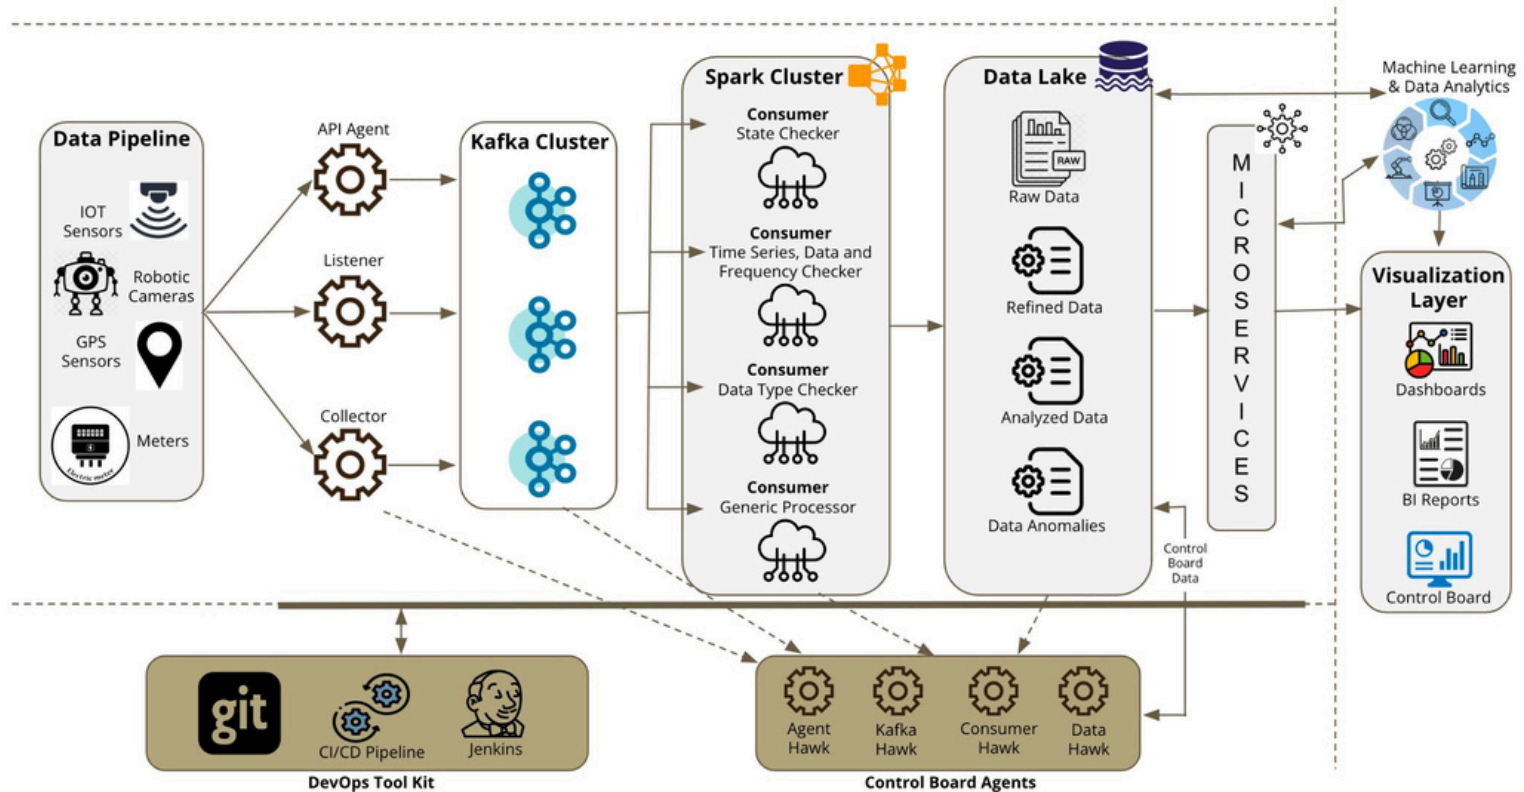 Data Pipeline
IOT
Sensors
Robotic
Cameras
GPS
Sensors
Electric meter
Meters
API Agent
Listener
Collector
Kafka Cluster
Spark Cluster
Consumer
State Checker
Consumer
Time Series, Data and
Frequency Checker
Consumer
Data Type Checker
Consumer
Generic Processor
Data Lake
RAW
Raw Data
Refined Data
Analyzed Data
Data Anomalies
Control
Board
Data
M
I
C
R
O
S
E
R
V
I
C
E
S
Machine Learning
& Data Analytics
Visualization
Layer
Dashboards
BI Reports
Control Board
git
CI/CD Pipeline
Jenkins
DevOps Tool Kit
Agent
Hawk
Kafka
Hawk
Consumer
Hawk
Data
Hawk
Control Board Agents